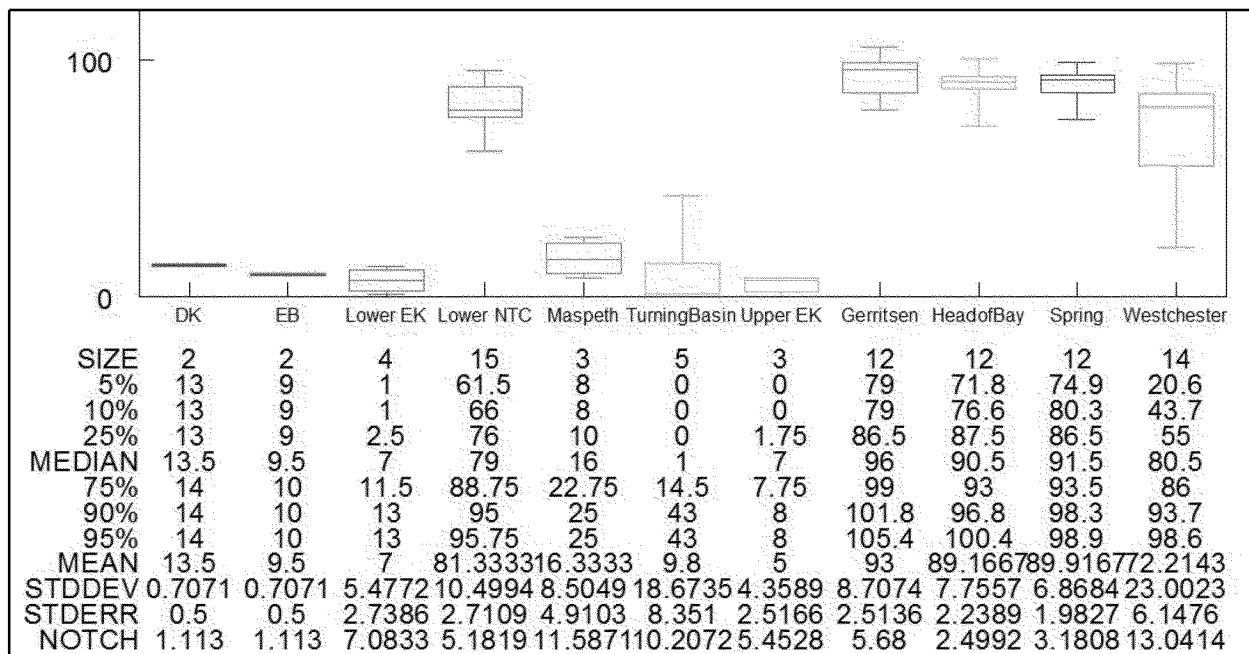 100
0
DK EB Lower EK Lower NTC Maspeth TurningBasin Upper EK Gerritsen HeadofBay Spring Westchester
SIZE 2 2 4 15 3 5 3 12 12 12 14
5% 13 9 1 61.5 8 0 0 79 71.8 74.9 20.6
10% 13 9 1 66 8 0 0 79 76.6 80.3 43.7
25% 13 9 2.5 76 10 0 1.75 86.5 87.5 86.5 55
MEDIAN 13.5 9.5 7 79 16 1 7 96 90.5 91.5 80.5
75% 14 10 11.5 88.75 22.75 14.5 7.75 99 93 93.5 86
90% 14 10 13 95 25 43 8 101.8 96.8 98.3 93.7
95% 14 10 13 95.75 25 43 8 105.4 100.4 98.9 98.6
MEAN 13.5 9.5 7 81.3333 16.3333 9.8 5 93 89.1667 89.9167 72.2143
STDDEV 0.7071 0.7071 5.4772 10.4994 8.5049 18.6735 4.3589 8.7074 7.7557 6.8684 23.0023
STDERR 0.5 0.5 2.7386 2.7109 4.9103 8.351 2.5166 2.5136 2.2389 1.9827 6.1476
NOTCH 1.113 1.113 7.0833 5.1819 11.5871 10.2072 5.4528 5.68 2.4992 3.1808 13.0414